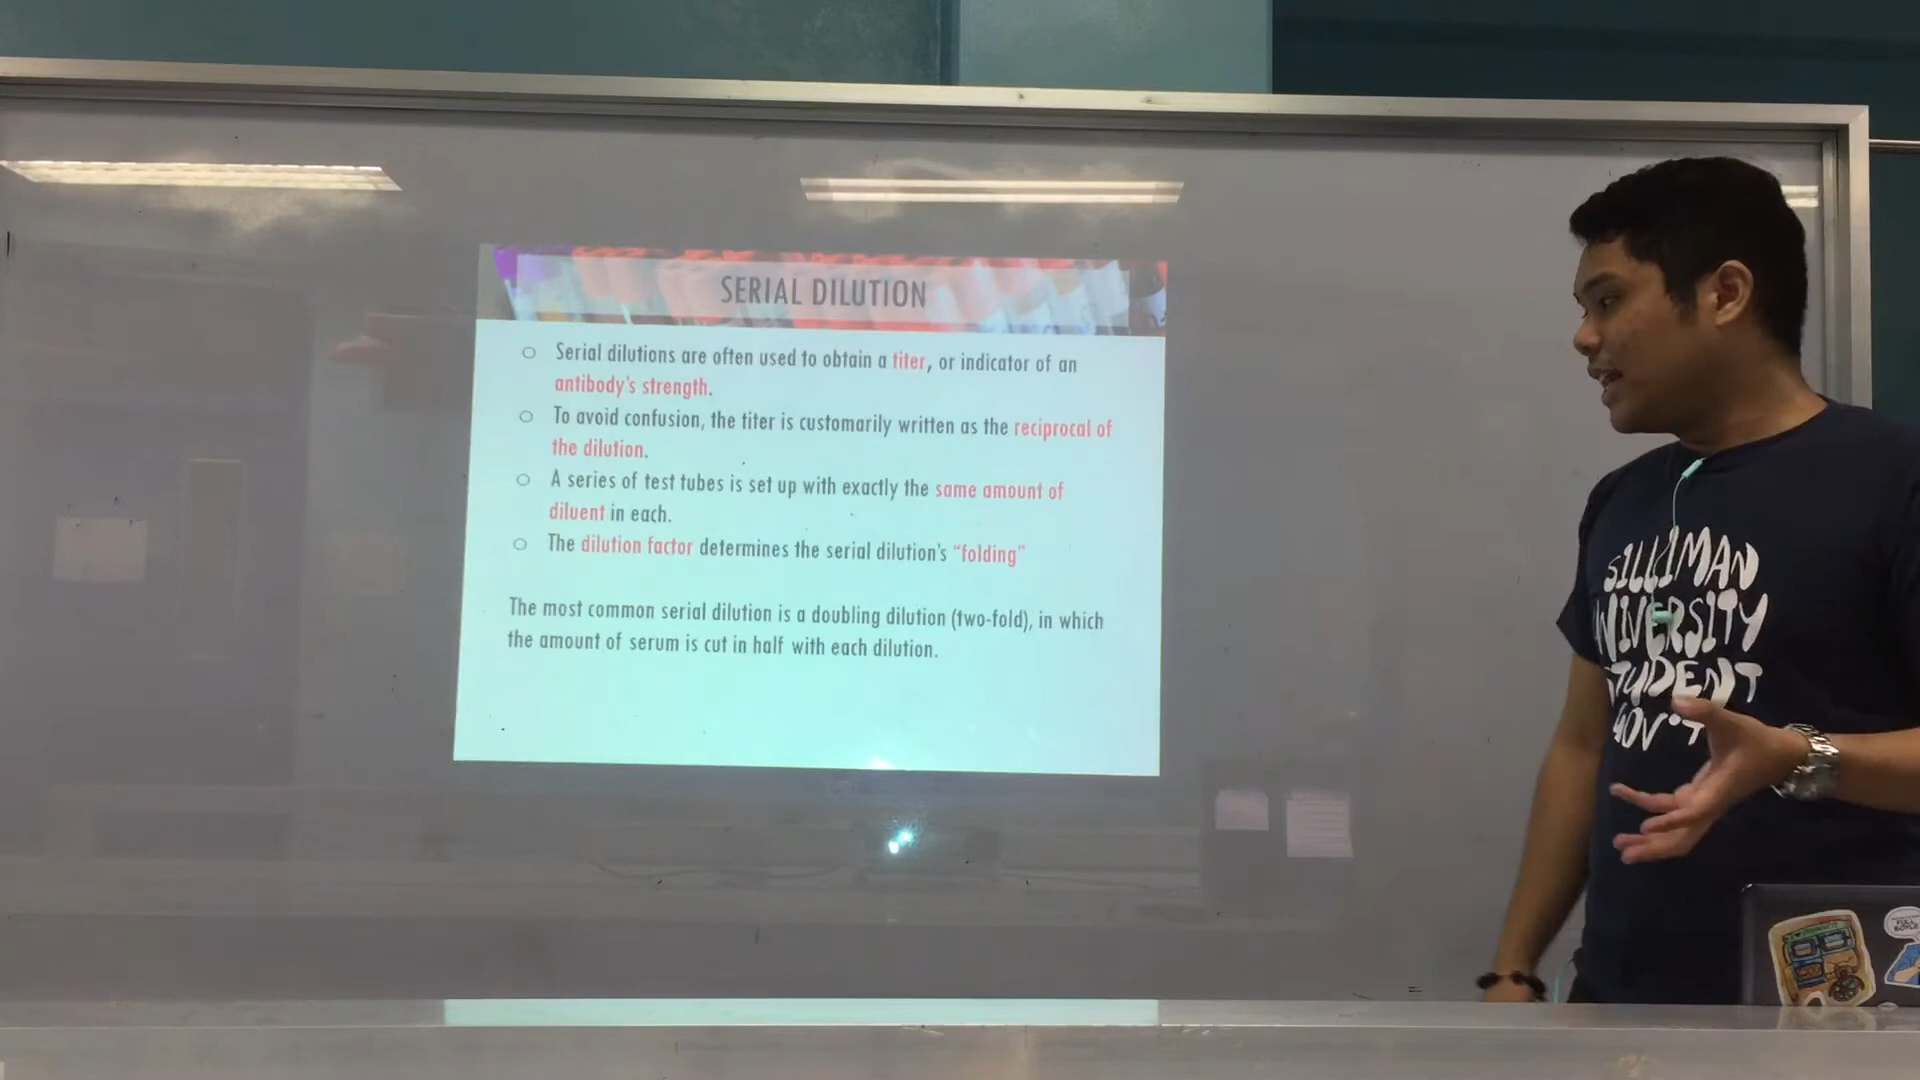 SERIAL DILUTION
Serial dilutions are often used to obtain a titer, or indicator of an
antibody's strength.
To avoid confusion, the titer is customarily written as the reciprocal of
the dilution.
A series of test tubes is set up with exactly the same amount of
diluent in each.
The dilution factor determines the serial dilution's "folding"
The most common serial dilution is a doubling dilution (two-fold), in which
the amount of serum is cut in half with each dilution.
SILLIMAN
UNIVERSITY
STUDENT
GOV'T
FULL